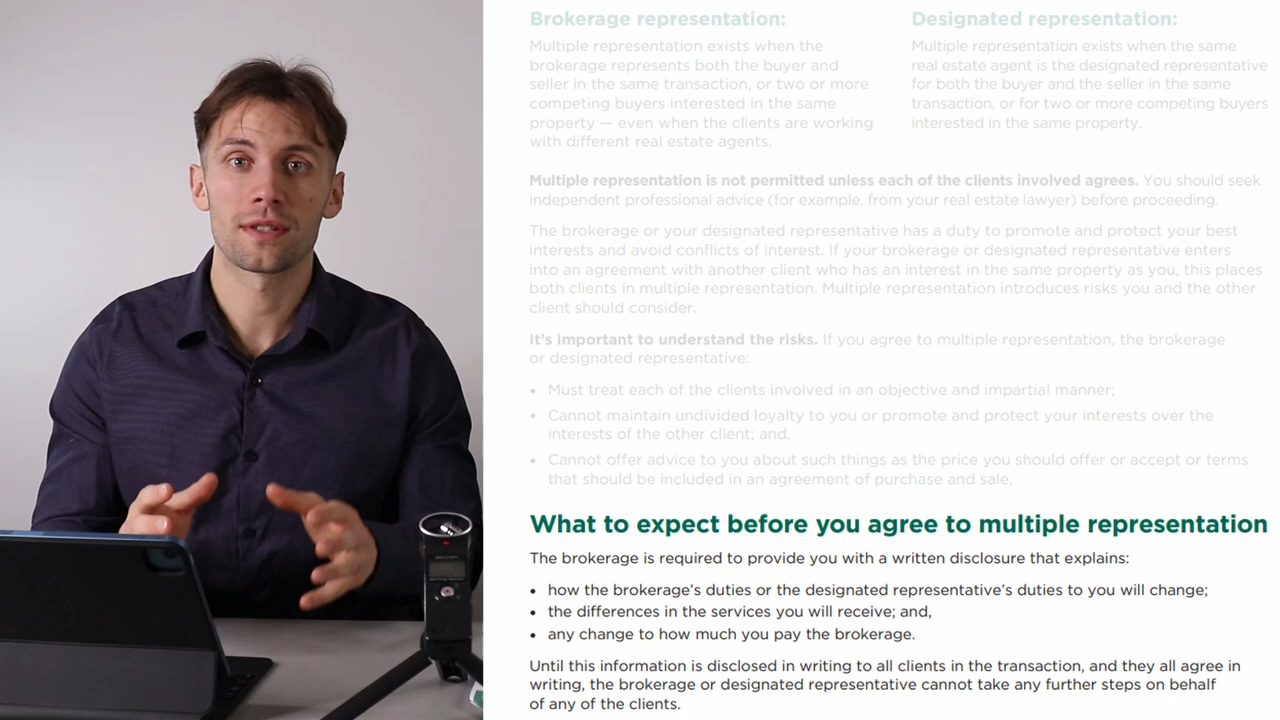 Brokerage representation:
Multiple representation exists when the
brokerage represents both the buyer and
seller in the same transaction, or two or more
competing buyers interested in the same
property — even when the clients are working
with different real estate agents.
Designated representation:
Multiple representation exists when the same
real estate agent is the designated representative
for both the buyer and the seller in the same
transaction, or for two or more competing buyers
interested in the same property.
Multiple representation is not permitted unless each of the clients involved agrees. You should seek
independent professional advice (for example, from your real estate lawyer) before proceeding.
The brokerage or your designated representative has a duty to promote and protect your best
interests and avoid conflicts of interest. If your brokerage or designated representative enters
into an agreement with another client who has an interest in the same property as you, this places
both clients in multiple representation. Multiple representation introduces risks you and the other
client should consider.
It's important to understand the risks. If you agree to multiple representation, the brokerage
or designated representative:
• Must treat each of the clients involved in an objective and impartial manner;
• Cannot maintain undivided loyalty to you or promote and protect your interests over the
interests of the other client; and,
• Cannot offer advice to you about such things as the price you should offer or accept or terms
that should be included in an agreement of purchase and sale.
What to expect before you agree to multiple representation
The brokerage is required to provide you with a written disclosure that explains:
• how the brokerage's duties or the designated representative's duties to you will change;
• the differences in the services you will receive; and,
• any change to how much you pay the brokerage.
Until this information is disclosed in writing to all clients in the transaction, and they all agree in
writing, the brokerage or designated representative cannot take any further steps on behalf
of any of the clients.